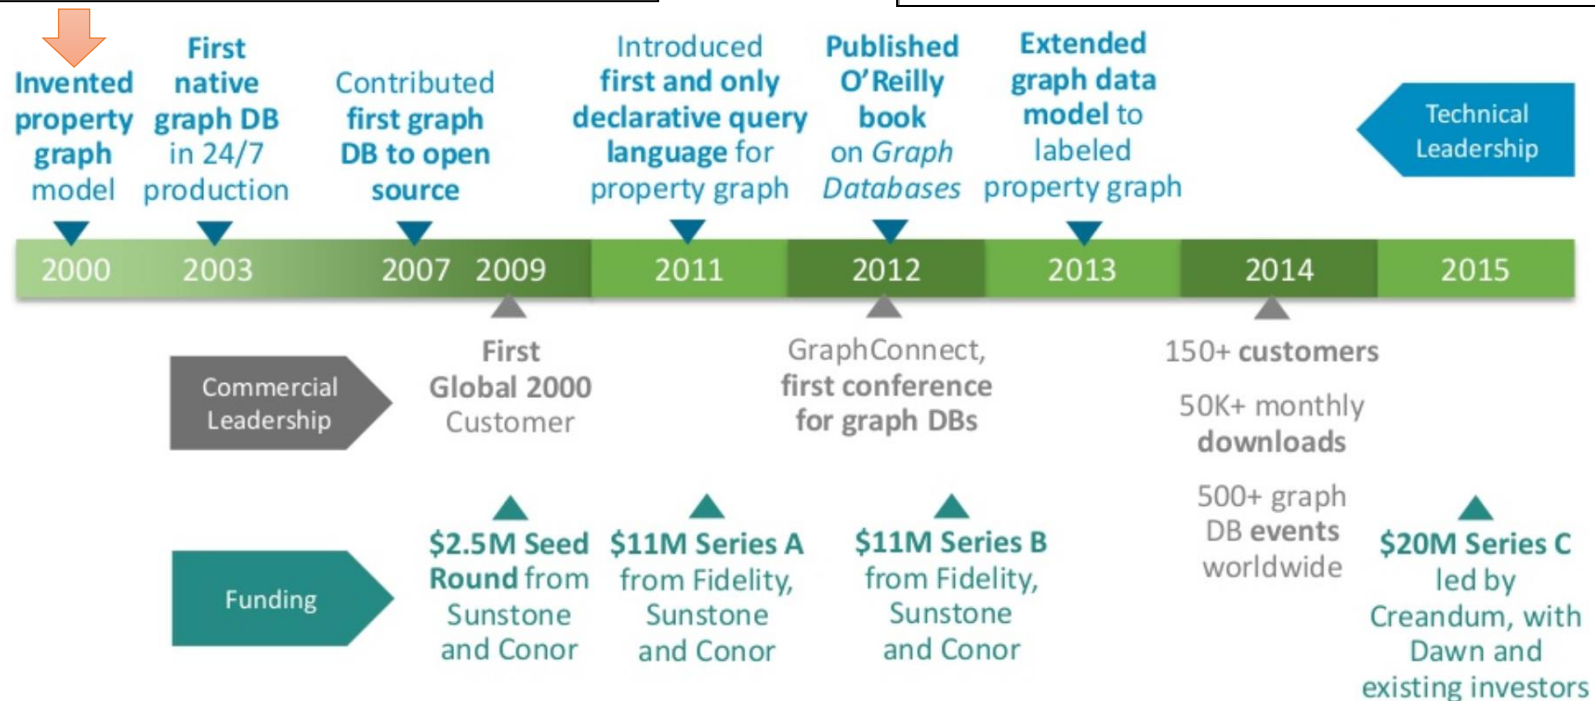 Invented
property
graph
model
First
native
graph DB
in 24/7
production
Contributed
first graph
DB to open
source
Introduced
first and only
declarative query
language for
property graph
Published
O’Reilly
book
on Graph
Databases
Extended
graph data
model to
labeled
property graph
Technical
Leadership
2000 2003 2007 2009 2011 2012 2013 2014 2015
Commercial
Leadership
First
Global 2000
Customer
GraphConnect,
first conference
for graph DBs
150+ customers
50K+ monthly
downloads
500+ graph
DB events
worldwide
Funding
$2.5M Seed
Round from
Sunstone
and Conor
$11M Series A
from Fidelity,
Sunstone
and Conor
$11M Series B
from Fidelity,
Sunstone
and Conor
$20M Series C
led by
Creandum, with
Dawn and
existing investors